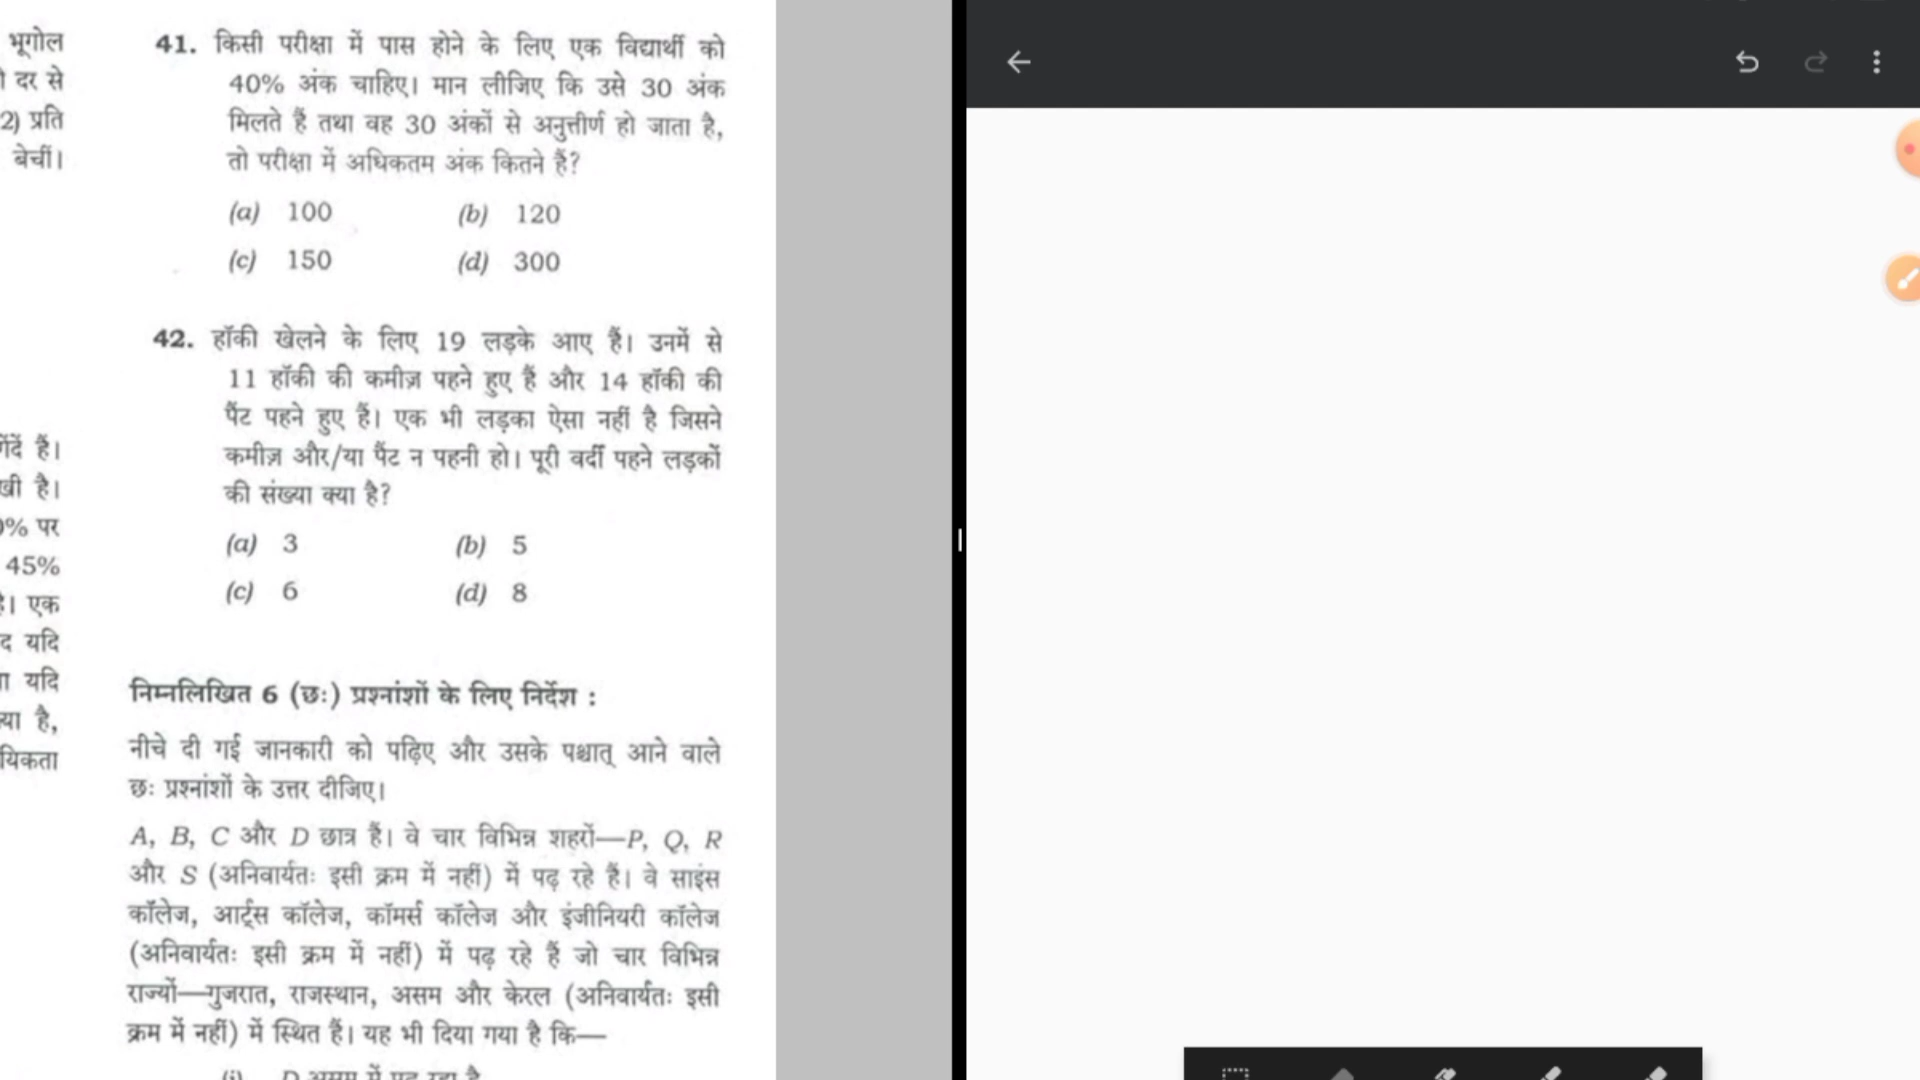 भूगोल
दर से
2) प्रति
बेचीं।
हैं।
है।
% पर
45%
एक
यदि
यदि
है,
41. किसी परीक्षा में पास होने के लिए एक विद्यार्थी को
40% अंक चाहिए। मान लीजिए कि उसे 30 अंक
मिलते हैं तथा वह 30 अंकों से अनुत्तीर्ण हो जाता है,
तो परीक्षा में अधिकतम अंक कितने हैं?
(a) 100 (b) 120
(c) 150 (d) 300
42. हॉकी खेलने के लिए 19 लड़के आए हैं। उनमें से
11 हॉकी की कमीज़ पहने हुए हैं और 14 हॉकी की
पैंट पहने हुए हैं। एक भी लड़का ऐसा नहीं है जिसने
कमीज़ और/या पैंट न पहनी हो। पूरी वर्दी पहने लड़कों
की संख्या क्या है?
(a) 3 (b) 5
(c) 6 (d) 8
निम्नलिखित 6 (छः) प्रश्नांशों के लिए निर्देश :
नीचे दी गई जानकारी को पढ़िए और उसके पश्चात् आने वाले
छः प्रश्नांशों के उत्तर दीजिए।
A, B, C और D छात्र हैं। वे चार विभिन्न शहरों—P, Q, R
और S (अनिवार्यतः इसी क्रम में नहीं) में पढ़ रहे हैं। वे साइंस
कॉलेज, आर्ट्स कॉलेज, कॉमर्स कॉलेज और इंजीनियरी कॉलेज
(अनिवार्यतः इसी क्रम में नहीं) में पढ़ रहे हैं जो चार विभिन्न
राज्यों—गुजरात, राजस्थान, असम और केरल (अनिवार्यतः इसी
क्रम में नहीं) में स्थित हैं। यह भी दिया गया है कि—
(i) D असम में पढ़ रहा है